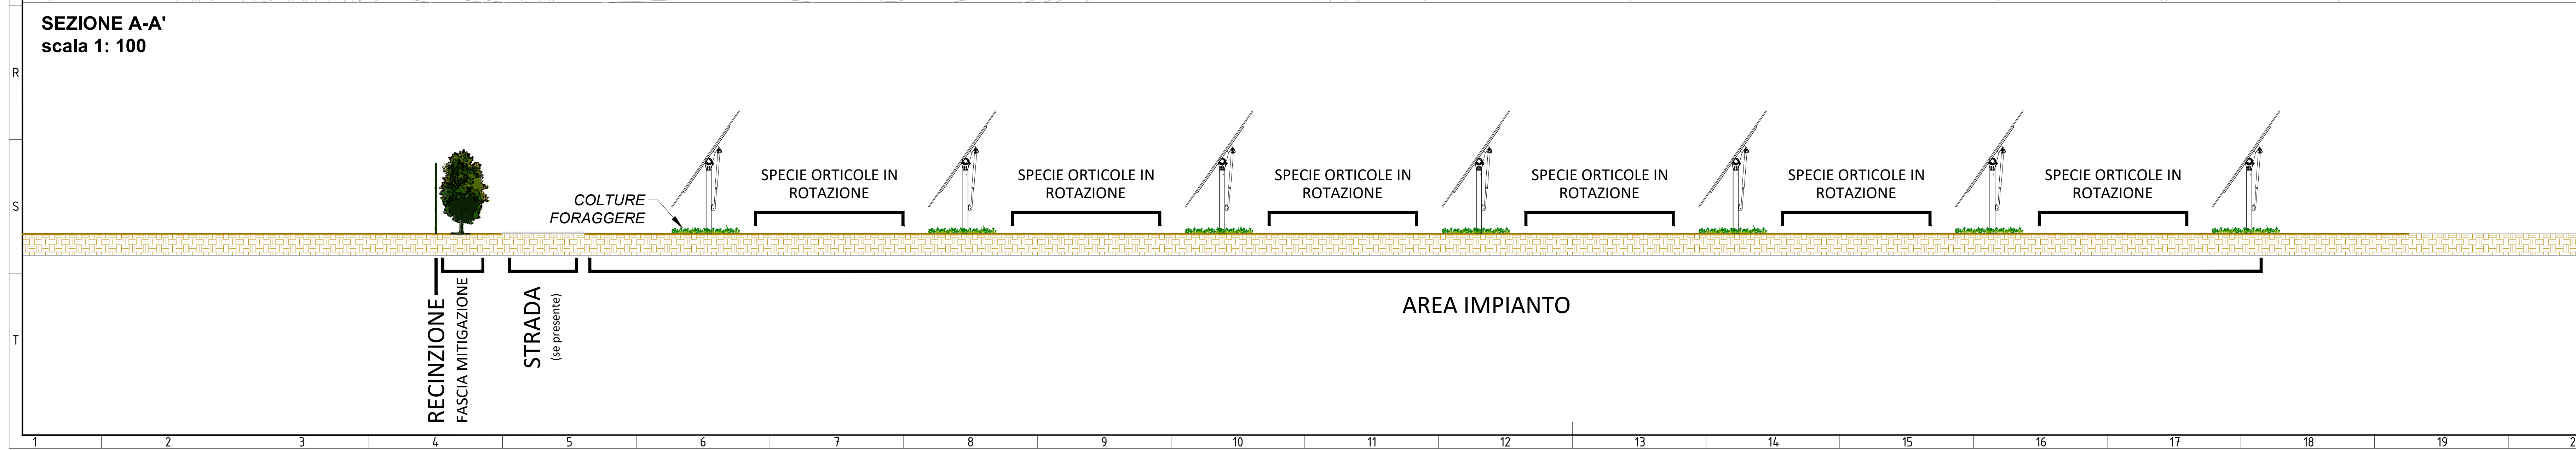 SEZIONE A-A'
scala 1: 100
R
S
T
COLTURE
FORAGGERE
SPECIE ORTICOLE IN
ROTAZIONE
SPECIE ORTICOLE IN
ROTAZIONE
SPECIE ORTICOLE IN
ROTAZIONE
SPECIE ORTICOLE IN
ROTAZIONE
SPECIE ORTICOLE IN
ROTAZIONE
SPECIE ORTICOLE IN
ROTAZIONE
RECINZIONE
FASCIA MITIGAZIONE
STRADA
(se presente)
AREA IMPIANTO
1 2 3 4 5 6 7 8 9 10 11 12 13 14 15 16 17 18 19